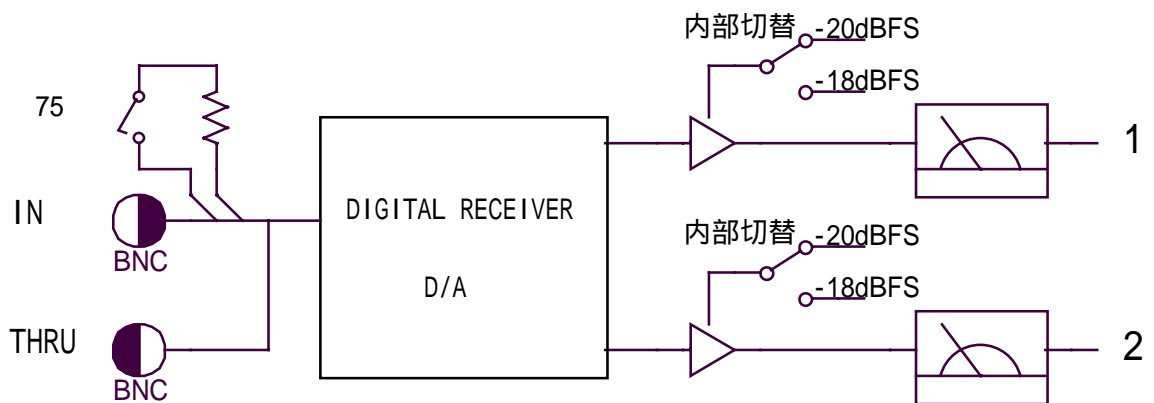 内部切替 -20dBFS
-18dBFS
75
1
IN
BNC
DIGITAL RECEIVER
D/A
内部切替 -20dBFS
-18dBFS
THRU
BNC
2